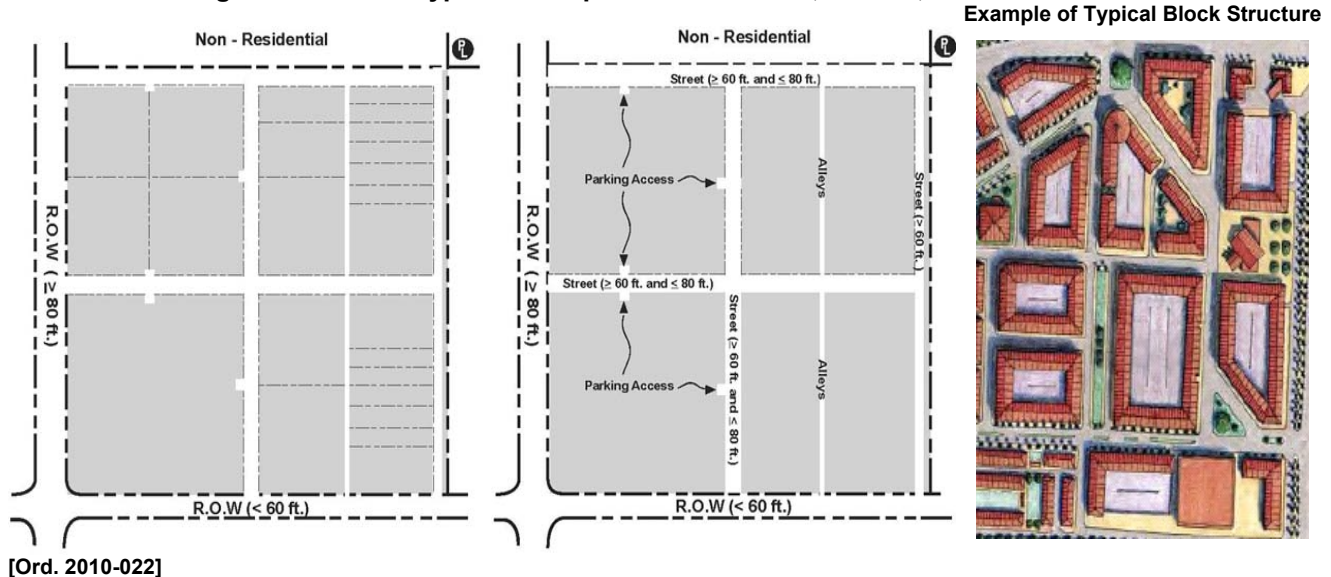 Example of Typical Block Structure
Non - Residential
PL
R.O.W (≥ 80 ft.)
R.O.W (< 60 ft.)
Non - Residential
PL
Street (≥ 60 ft. and ≤ 80 ft.)
Parking Access
Alleys
Street (> 60 ft.)
R.O.W (≥ 80 ft.)
Street (≥ 60 ft. and ≤ 80 ft.)
Street (≥ 60 ft. and ≤ 80 ft.)
Parking Access
Alleys
R.O.W (< 60 ft.)
[Ord. 2010-022]